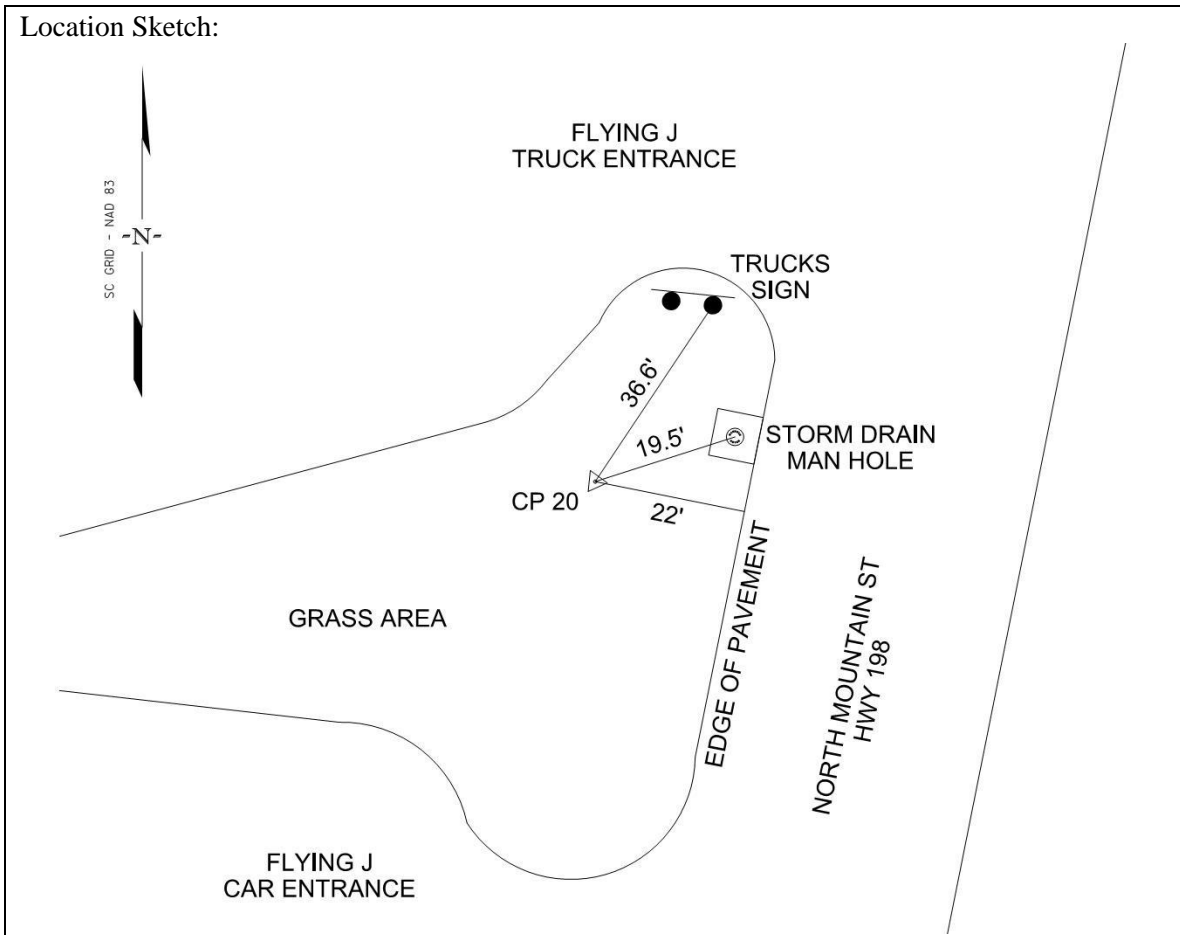 Location Sketch:
FLYING J
TRUCK ENTRANCE
SC GRID - NAD 83
-N-
TRUCKS
SIGN
36.6'
19.5'
STORM DRAIN
MAN HOLE
CP 20
22'
GRASS AREA
EDGE OF PAVEMENT
NORTH MOUNTAIN ST
HWY 198
FLYING J
CAR ENTRANCE